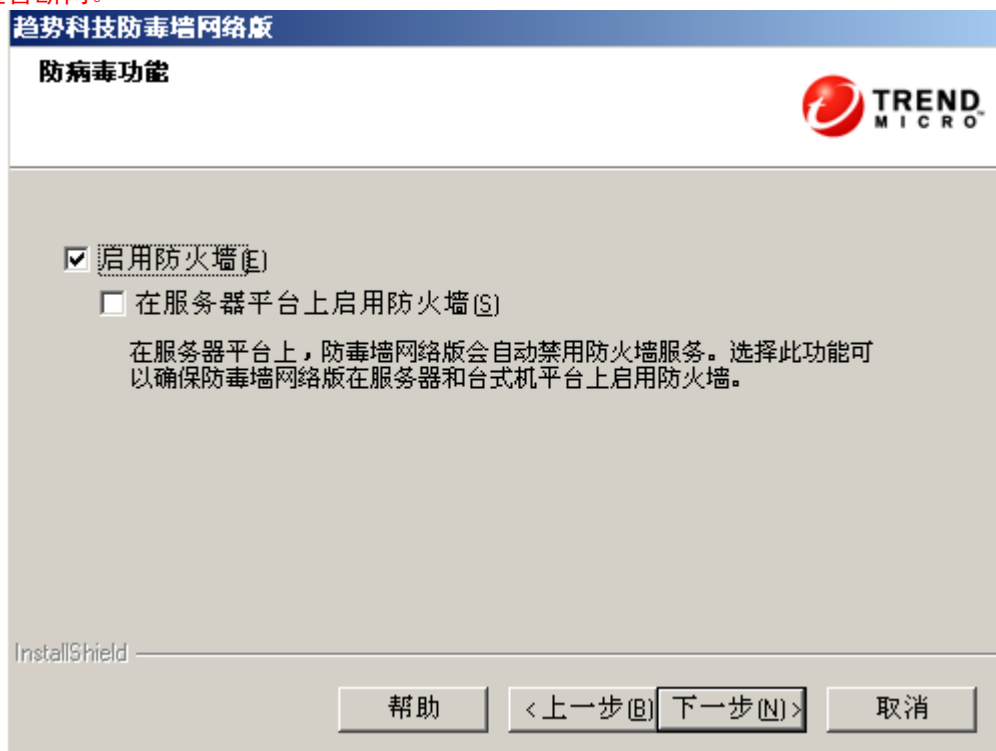 趋势科技防毒墙网络版
防病毒功能
TREND
MICRO
启用防火墙(E)
在服务器平台上启用防火墙(S)
在服务器平台上,防毒墙网络版会自动禁用防火墙服务。选择此功能可
以确保防毒墙网络版在服务器和台式机平台上启用防火墙。
InstallShield
帮助
<上一步(B)
下一步(N)>
取消